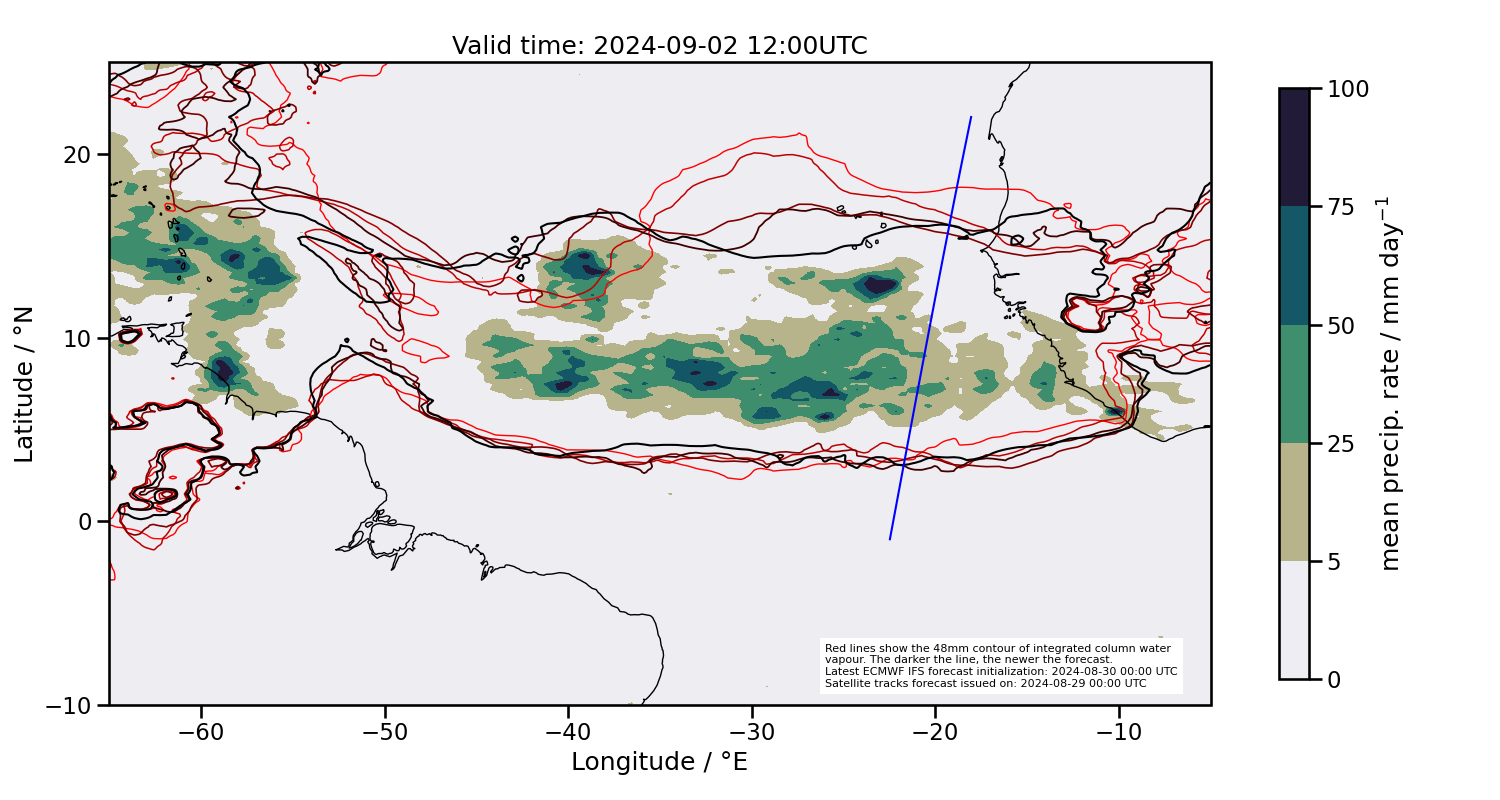 Valid time: 2024-09-02 12:00UTC
20
10
0
−10
Latitude / °N
−60
−50
−40
−30
−20
−10
Longitude / °E
Red lines show the 48mm contour of integrated column water
vapour. The darker the line, the newer the forecast.
Latest ECMWF IFS forecast initialization: 2024-08-30 00:00 UTC
Satellite tracks forecast issued on: 2024-08-29 00:00 UTC
100
75
50
25
5
0
mean precip. rate / mm day⁻¹